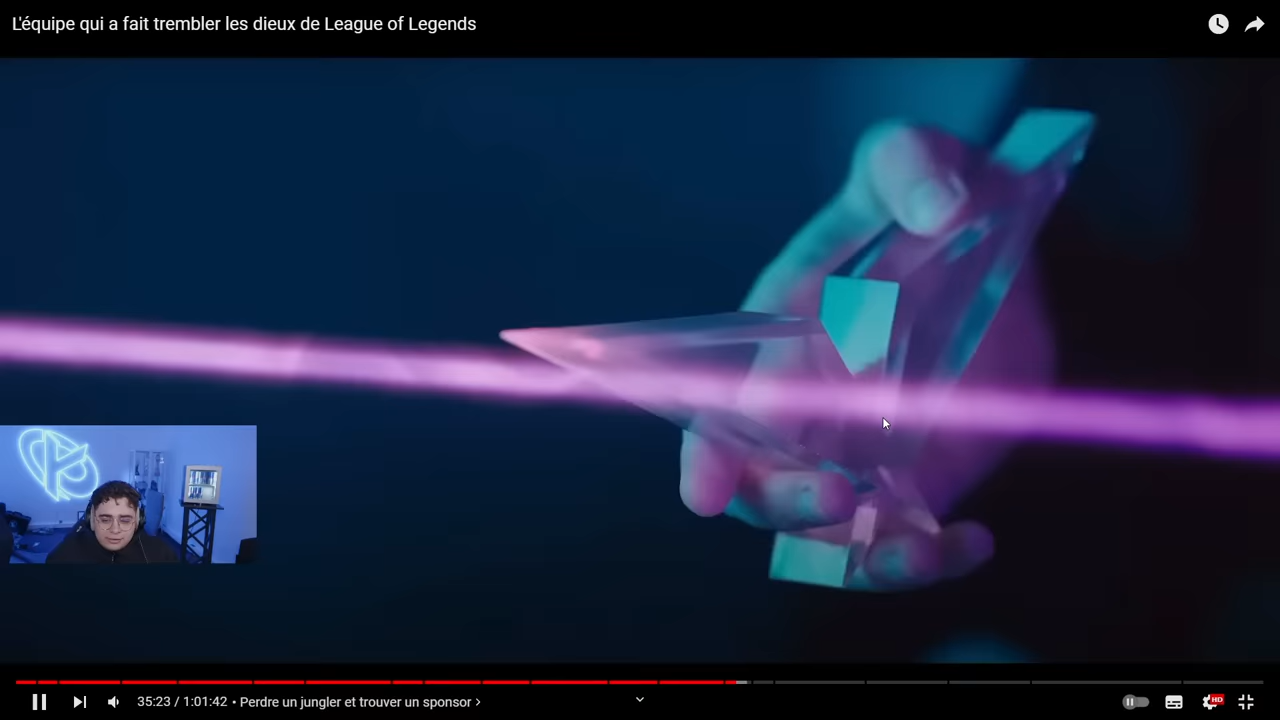 L'équipe qui a fait trembler les dieux de League of Legends
35:23 / 1:01:42 • Perdre un jungler et trouver un sponsor >
HD